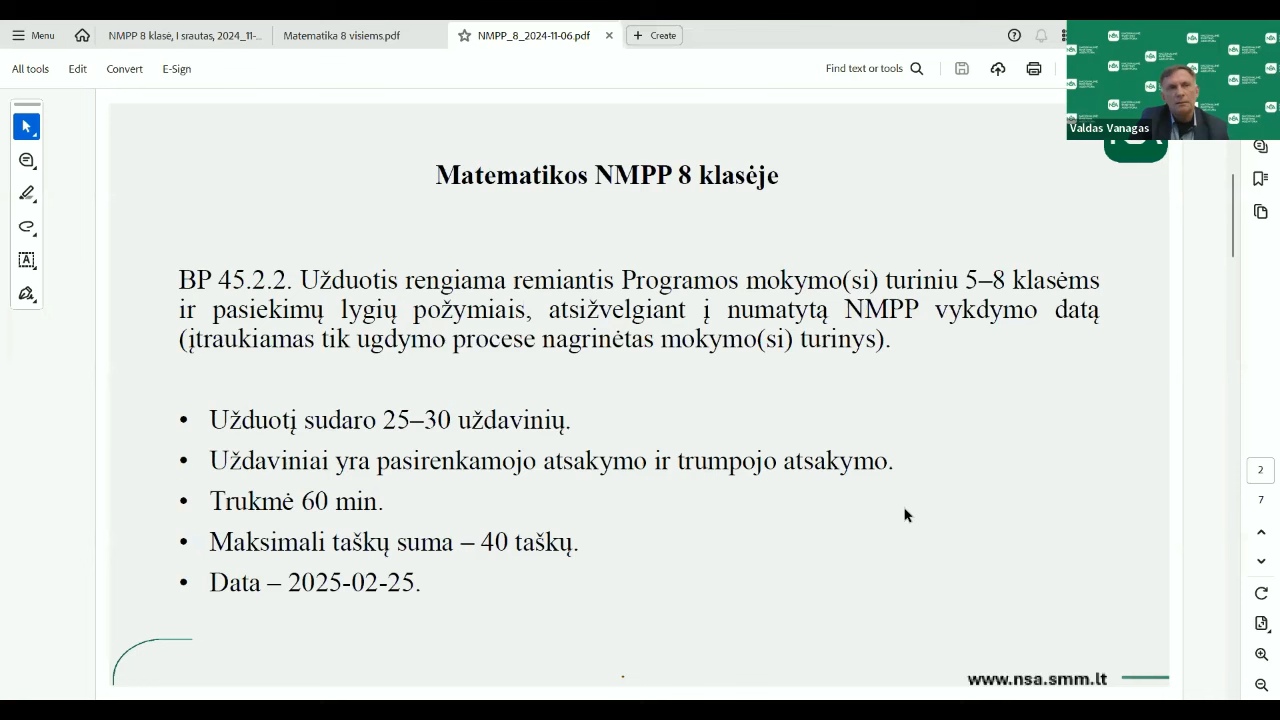 Menu
NMPP 8 klasė, I srautas, 2024_11-...
Matematika 8 visiems.pdf
NMPP_8_2024-11-06.pdf
Create
All tools
Edit
Convert
E-Sign
Find text or tools
Valdas Vanagas
Matematikos NMPP 8 klasėje
BP 45.2.2. Užduotis rengiama remiantis Programos mokymo(si) turiniu 5–8 klasėms
ir pasiekimų lygių požymiais, atsižvelgiant į numatytą NMPP vykdymo datą
(įtraukiamas tik ugdymo procese nagrinėtas mokymo(si) turinys).
• Užduotį sudaro 25–30 uždavinių.
• Uždaviniai yra pasirenkamojo atsakymo ir trumpojo atsakymo.
• Trukmė 60 min.
• Maksimali taškų suma – 40 taškų.
• Data – 2025-02-25.
2
7
www.nsa.smm.lt